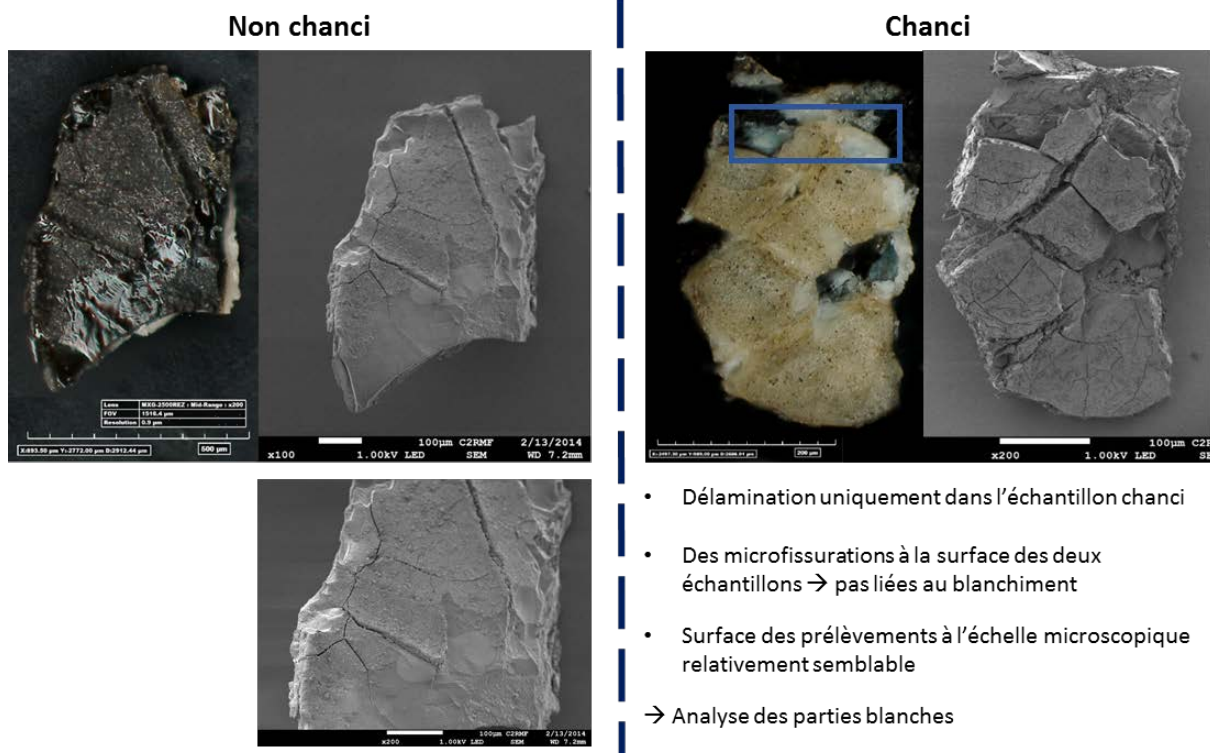 Non chanci
Chanci
Lens MXG-2500REZ : Mid-Range : x200
FOV 1516.4 µm
Resolution 0.9 µm
500 µm
100µm C2RMF 2/13/2014
x100 1.00kV LED SEM WD 7.2mm
200 µm
100µm C2R
x200 1.00kV LED
100µm C2RMF 2/13/2014
x200 1.00kV LED SEM WD 7.2mm
• Délamination uniquement dans l’échantillon chanci
• Des microfissurations à la surface des deux
échantillons → pas liées au blanchiment
• Surface des prélèvements à l’échelle microscopique
relativement semblable
→ Analyse des parties blanches